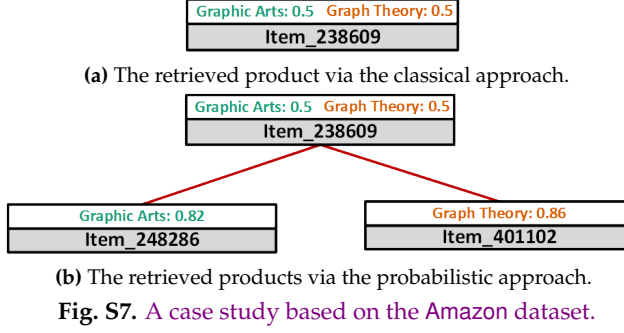 Graphic Arts: 0.5 Graph Theory: 0.5
Item_238609
(a) The retrieved product via the classical approach.
Graphic Arts: 0.5 Graph Theory: 0.5
Item_238609
Graphic Arts: 0.82 Graph Theory: 0.86
Item_248286 Item_401102
(b) The retrieved products via the probabilistic approach.
Fig. S7. A case study based on the Amazon dataset.